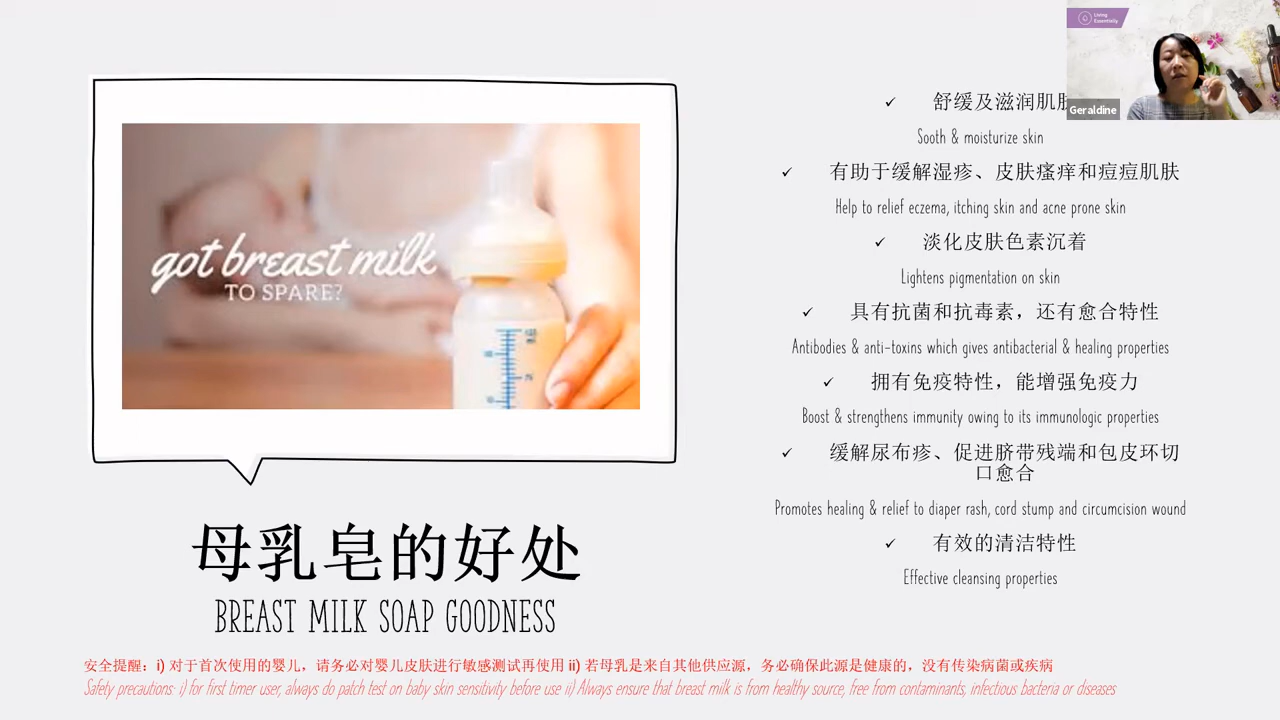 Living
Essentially
Geraldine
got breast milk
TO SPARE?
母乳皂的好处
BREAST MILK SOAP GOODNESS
✓ 舒缓及滋润肌
Sooth & moisturize skin
✓ 有助于缓解湿疹、皮肤瘙痒和痘痘肌肤
Help to relief eczema, itching skin and acne prone skin
✓ 淡化皮肤色素沉着
Lightens pigmentation on skin
✓ 具有抗菌和抗毒素，还有愈合特性
Antibodies & anti-toxins which gives antibacterial & healing properties
✓ 拥有免疫特性，能增强免疫力
Boost & strengthens immunity owing to its immunologic properties
✓ 缓解尿布疹、促进脐带残端和包皮环切
口愈合
Promotes healing & relief to diaper rash, cord stump and circumcision wound
✓ 有效的清洁特性
Effective cleansing properties
安全提醒：i) 对于首次使用的婴儿，请务必对婴儿皮肤进行敏感测试再使用 ii) 若母乳是来自其他供应源，务必确保此源是健康的，没有传染病菌或疾病
Safety precautions: i) for first timer user, always do patch test on baby skin sensitivity before use ii) Always ensure that breast milk is from healthy source, free from contaminants, infectious bacteria or diseases